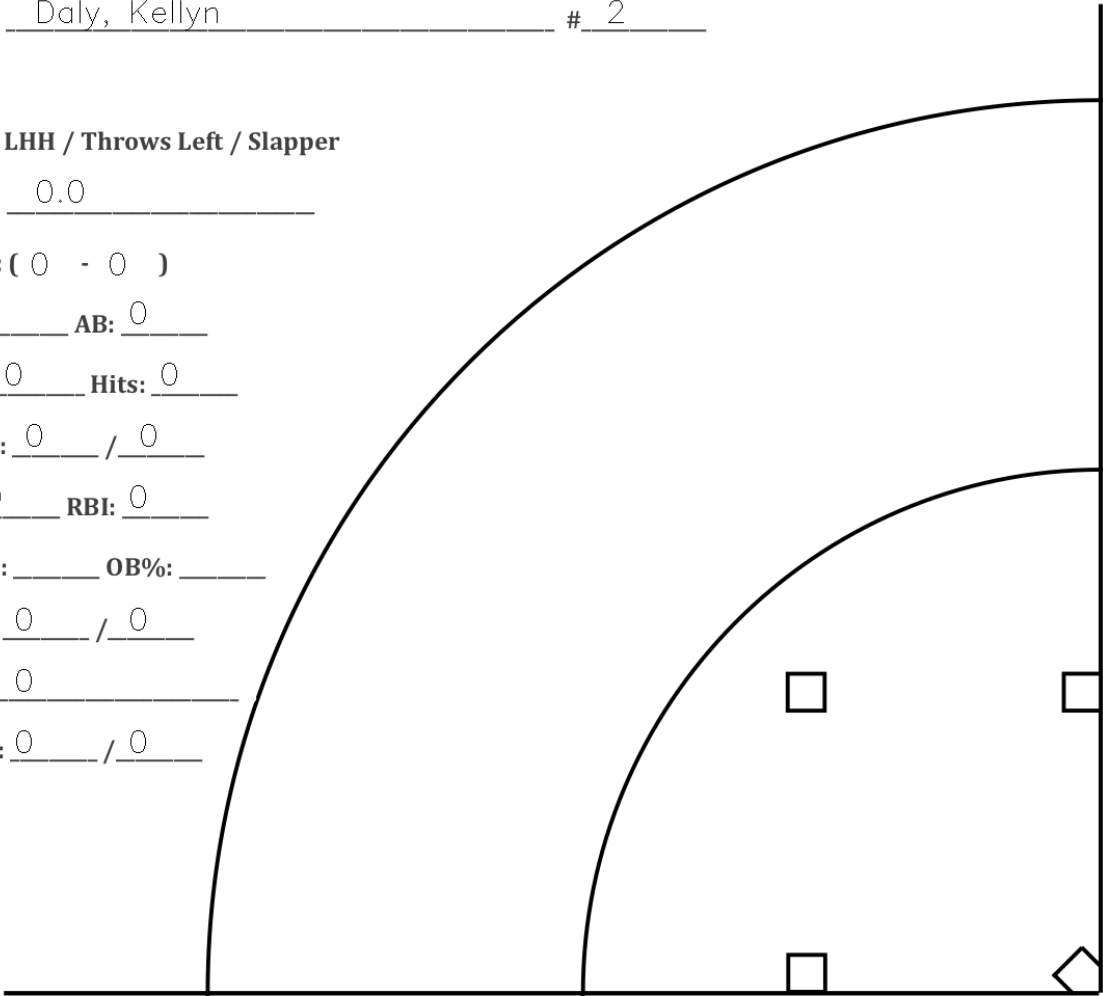 Daly, Kellyn # 2
LHH / Throws Left / Slapper
0.0
: ( 0 - 0 )
AB: 0
0 Hits: 0
: 0 / 0
RBI: 0
: OB%:
0 / 0
0
: 0 / 0